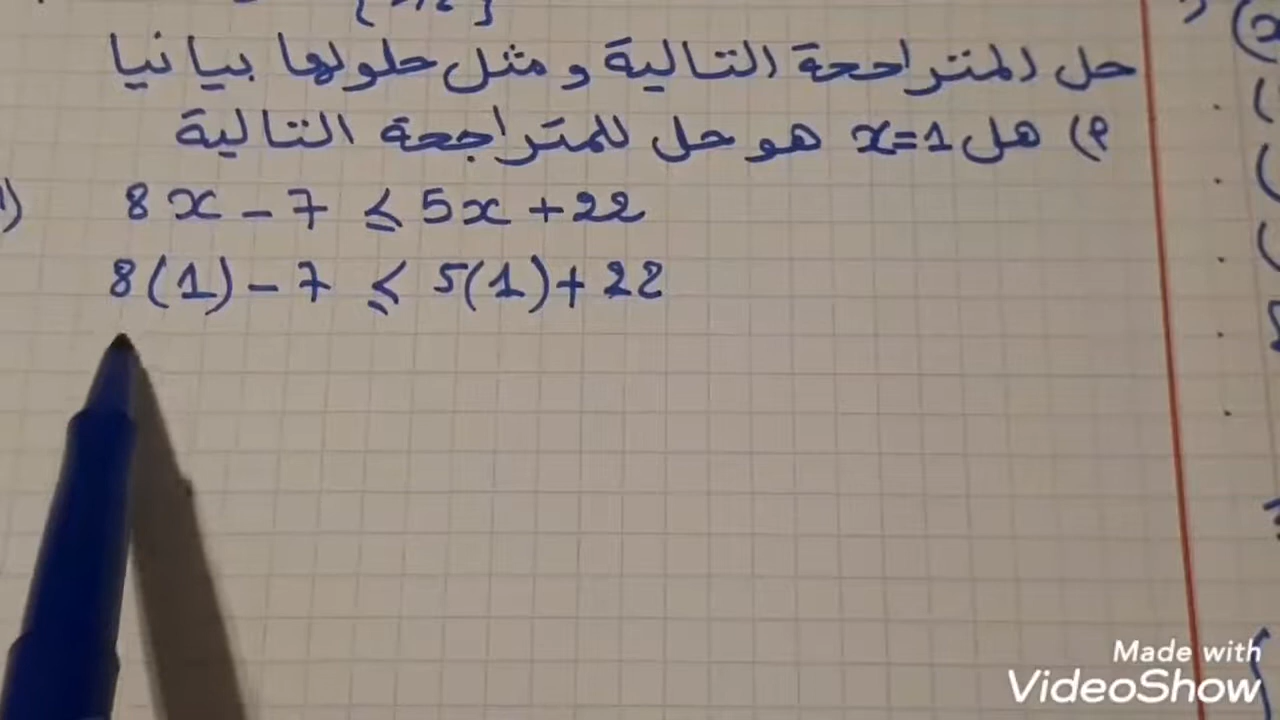 حل المتراجحة التالية و مثل حلولها بيانيا
م) هل x=1 هو حل للمتراجحة التالية
1) 8x - 7 ≤ 5x + 22
8(1) - 7 ≤ 5(1) + 22
Made with
VideoShow